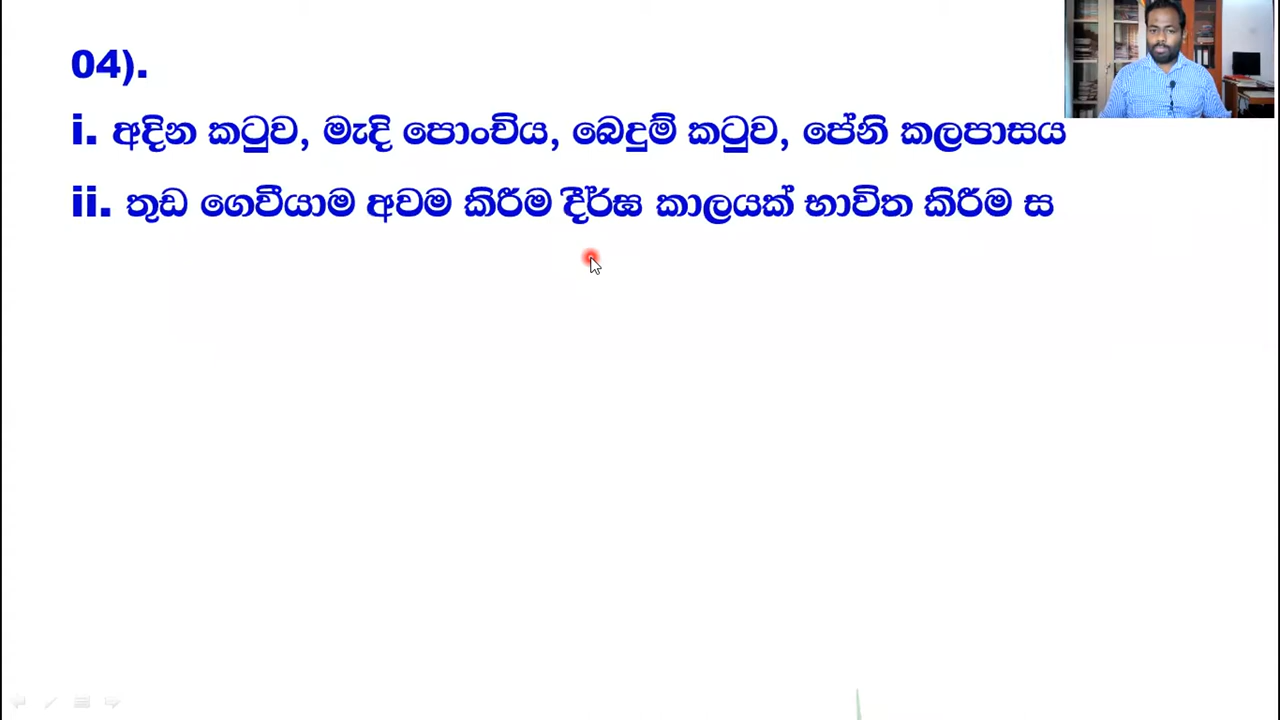 04).
i. අදින කටුව, මැදි පොංචිය, බෙදුම් කටුව, පේනි කලපාසය
ii. තුඩ ගෙවීයාම අවම කිරීම දීර්ඝ කාලයක් භාවිත කිරීම ස